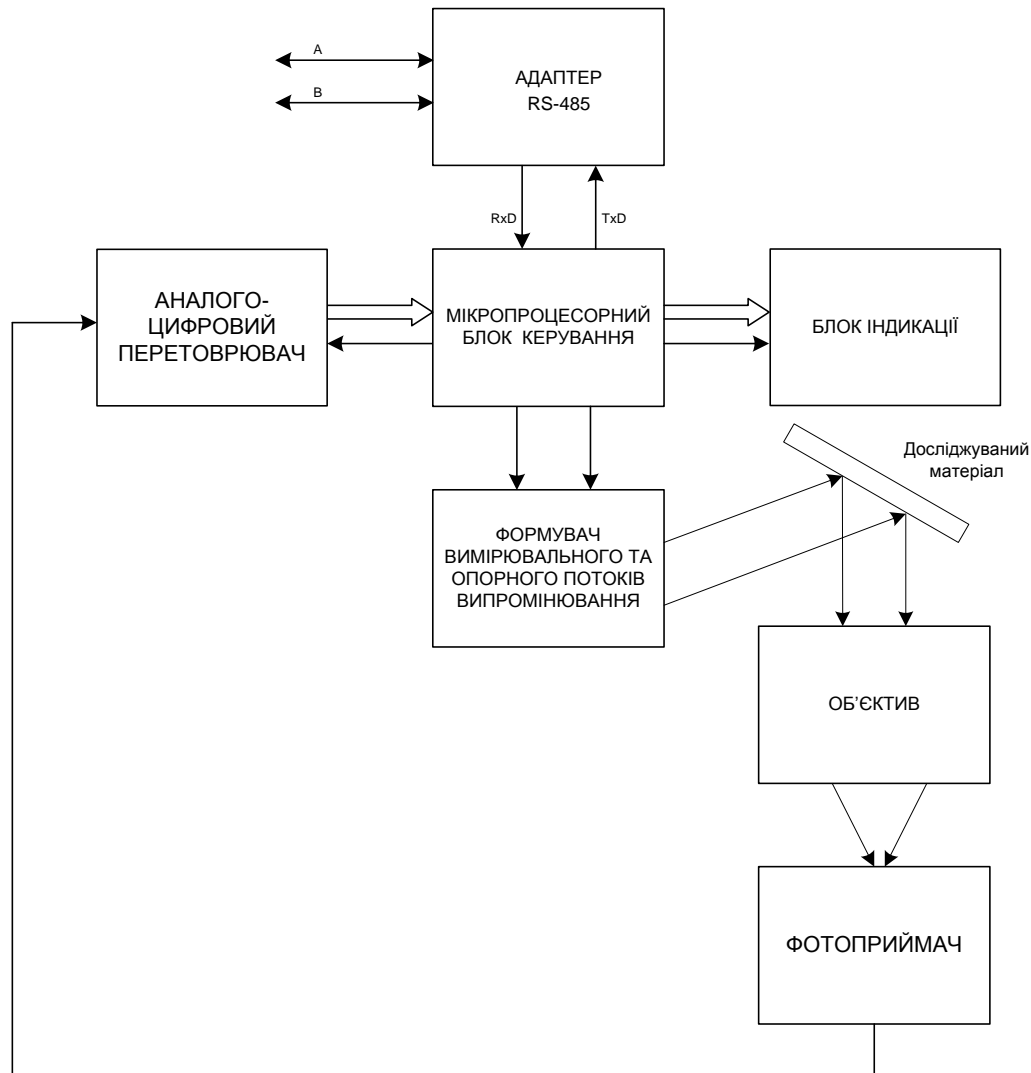 A
B
АДАПТЕР
RS-485
RxD
TxD
АНАЛОГО-
ЦИФРОВИЙ
ПЕРЕТОВРЮВАЧ
МІКРОПРОЦЕСОРНИЙ
БЛОК КЕРУВАННЯ
БЛОК ІНДИКАЦІЇ
Досліджуваний
матеріал
ФОРМУВАЧ
ВИМІРЮВАЛЬНОГО ТА
ОПОРНОГО ПОТОКІВ
ВИПРОМІНЮВАННЯ
ОБ’ЄКТИВ
ФОТОПРИЙМАЧ